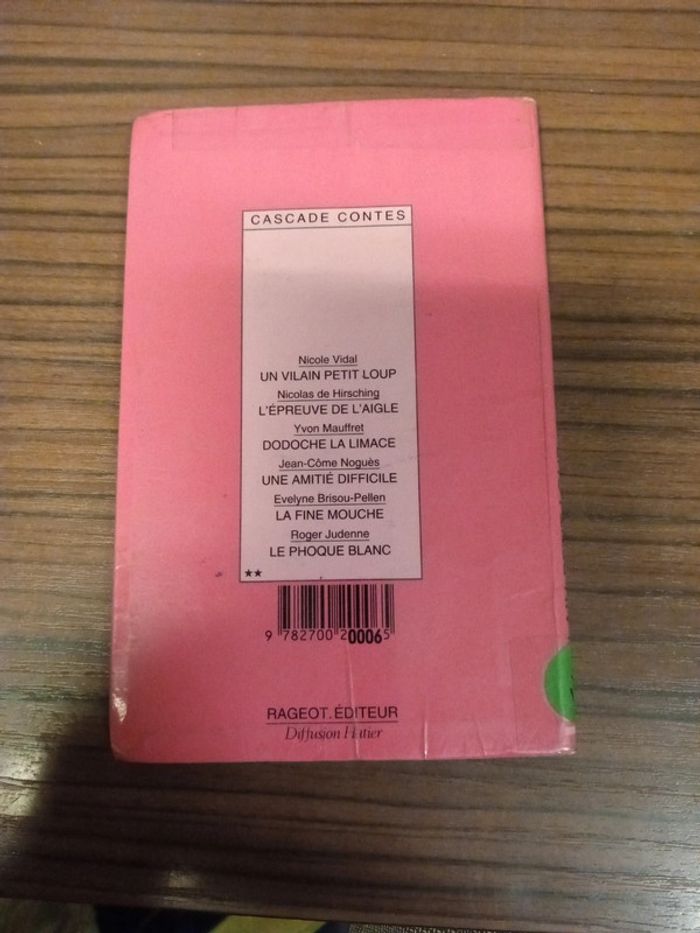 CASCADE CONTES
Nicole Vidal
UN VILAIN PETIT LOUP
Nicolas de Hirsching
L'ÉPREUVE DE L'AIGLE
Yvon Mauffret
DODOCHE LA LIMACE
Jean-Côme Noguès
UNE AMITIÉ DIFFICILE
Evelyne Brisou-Pellen
LA FINE MOUCHE
Roger Judenne
LE PHOQUE BLANC
★★
9 782700 200065
RAGEOT.ÉDITEUR
Diffusion Hatier